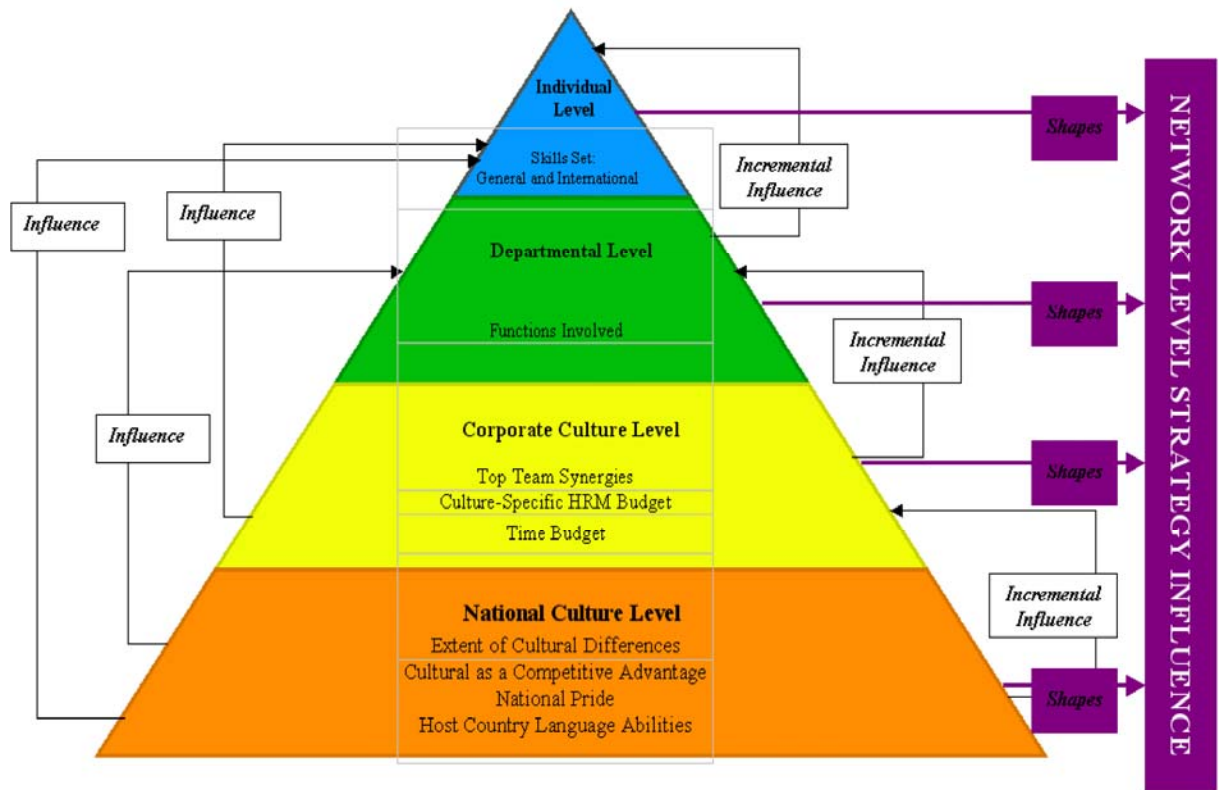 Individual
Level
Skills Set:
General and International
Departmental Level
Functions Involved
Corporate Culture Level
Top Team Synergies
Culture-Specific HRM Budget
Time Budget
National Culture Level
Extent of Cultural Differences
Cultural as a Competitive Advantage
National Pride
Host Country Language Abilities
Influence
Influence
Influence
Incremental
Influence
Incremental
Influence
Incremental
Influence
Shapes
Shapes
Shapes
Shapes
NETWORK LEVEL STRATEGY INFLUENCE